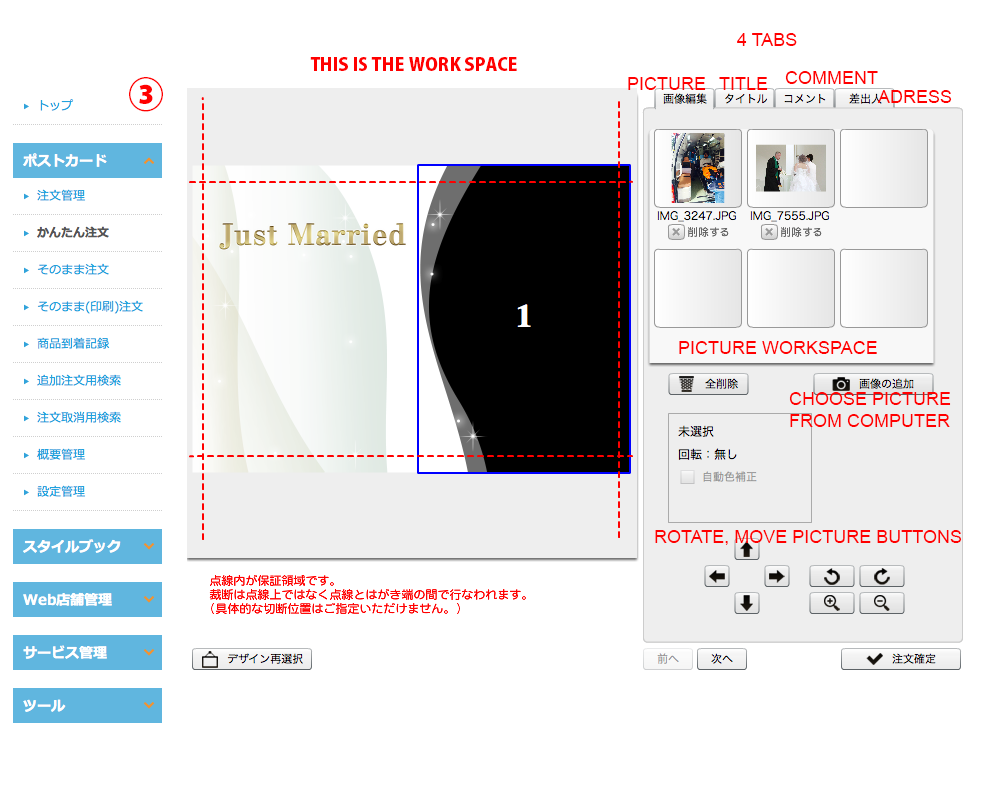 4 TABS
THIS IS THE WORK SPACE
PICTURE
TITLE
COMMENT
ADRESS
3
トップ
ポストカード
注文管理
かんたん注文
そのまま注文
そのまま(印刷)注文
商品到着記録
追加注文用検索
注文取消用検索
概要管理
設定管理
スタイルブック
Web店舗管理
サービス管理
ツール
Just Married
1
点線内が保証領域です。
裁断は点線上ではなく点線とはがき端の間で行なわれます。
（具体的な切断位置はご指定いただけません。）
デザイン再選択
画像編集
タイトル
コメント
差出人
IMG_3247.JPG
IMG_7555.JPG
削除する
削除する
PICTURE WORKSPACE
全削除
画像の追加
CHOOSE PICTURE
FROM COMPUTER
未選択
回転：無し
自動色補正
ROTATE, MOVE PICTURE BUTTONS
前へ
次へ
注文確定